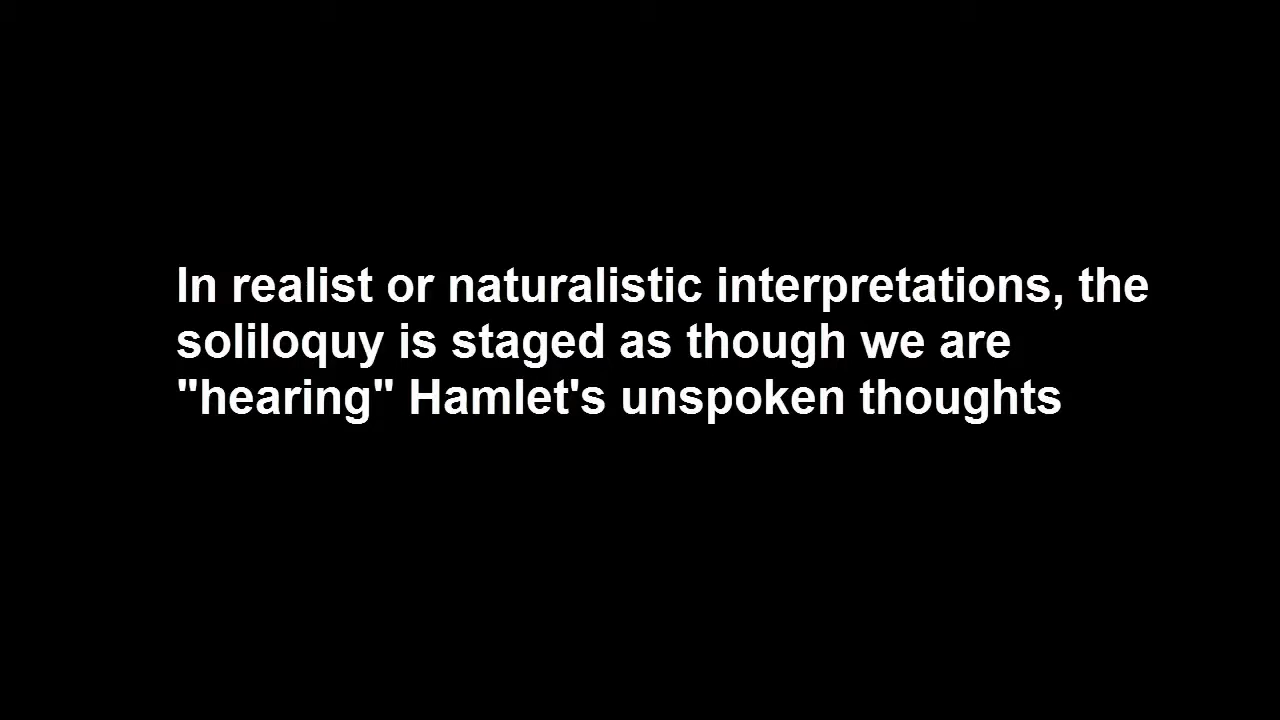 In realist or naturalistic interpretations, the
soliloquy is staged as though we are
"hearing" Hamlet's unspoken thoughts